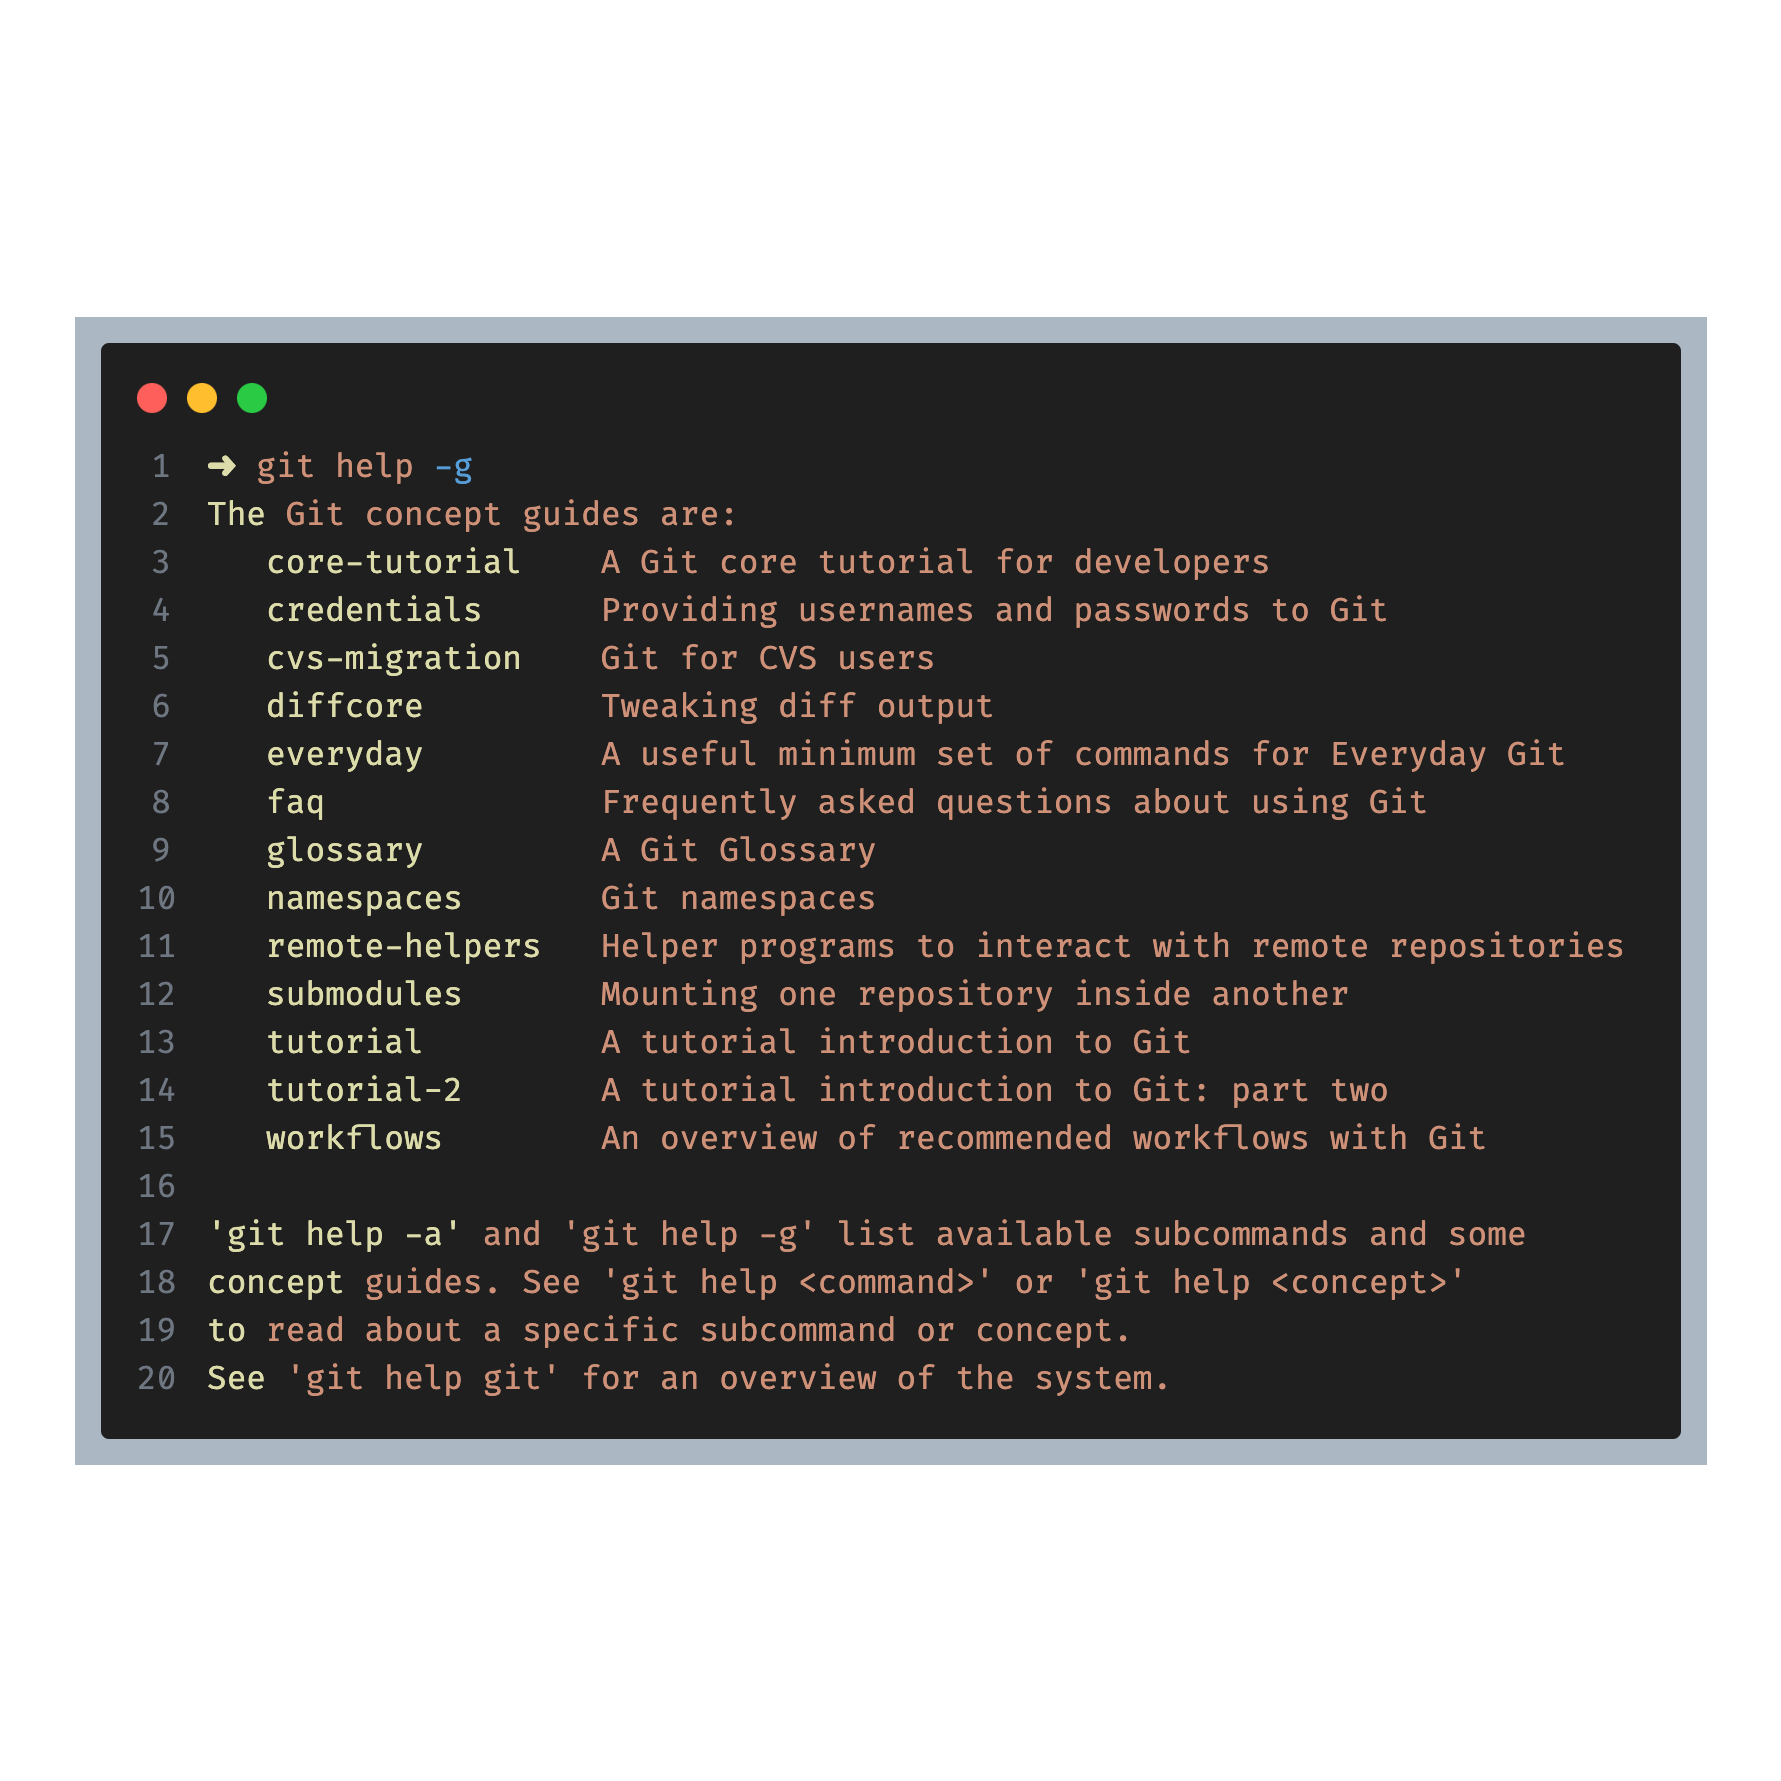 1 ➜ git help -g
2 The Git concept guides are:
3    core-tutorial    A Git core tutorial for developers
4    credentials      Providing usernames and passwords to Git
5    cvs-migration    Git for CVS users
6    diffcore         Tweaking diff output
7    everyday         A useful minimum set of commands for Everyday Git
8    faq              Frequently asked questions about using Git
9    glossary         A Git Glossary
10    namespaces       Git namespaces
11    remote-helpers   Helper programs to interact with remote repositories
12    submodules       Mounting one repository inside another
13    tutorial         A tutorial introduction to Git
14    tutorial-2       A tutorial introduction to Git: part two
15    workflows        An overview of recommended workflows with Git
16
17 'git help -a' and 'git help -g' list available subcommands and some
18 concept guides. See 'git help <command>' or 'git help <concept>'
19 to read about a specific subcommand or concept.
20 See 'git help git' for an overview of the system.